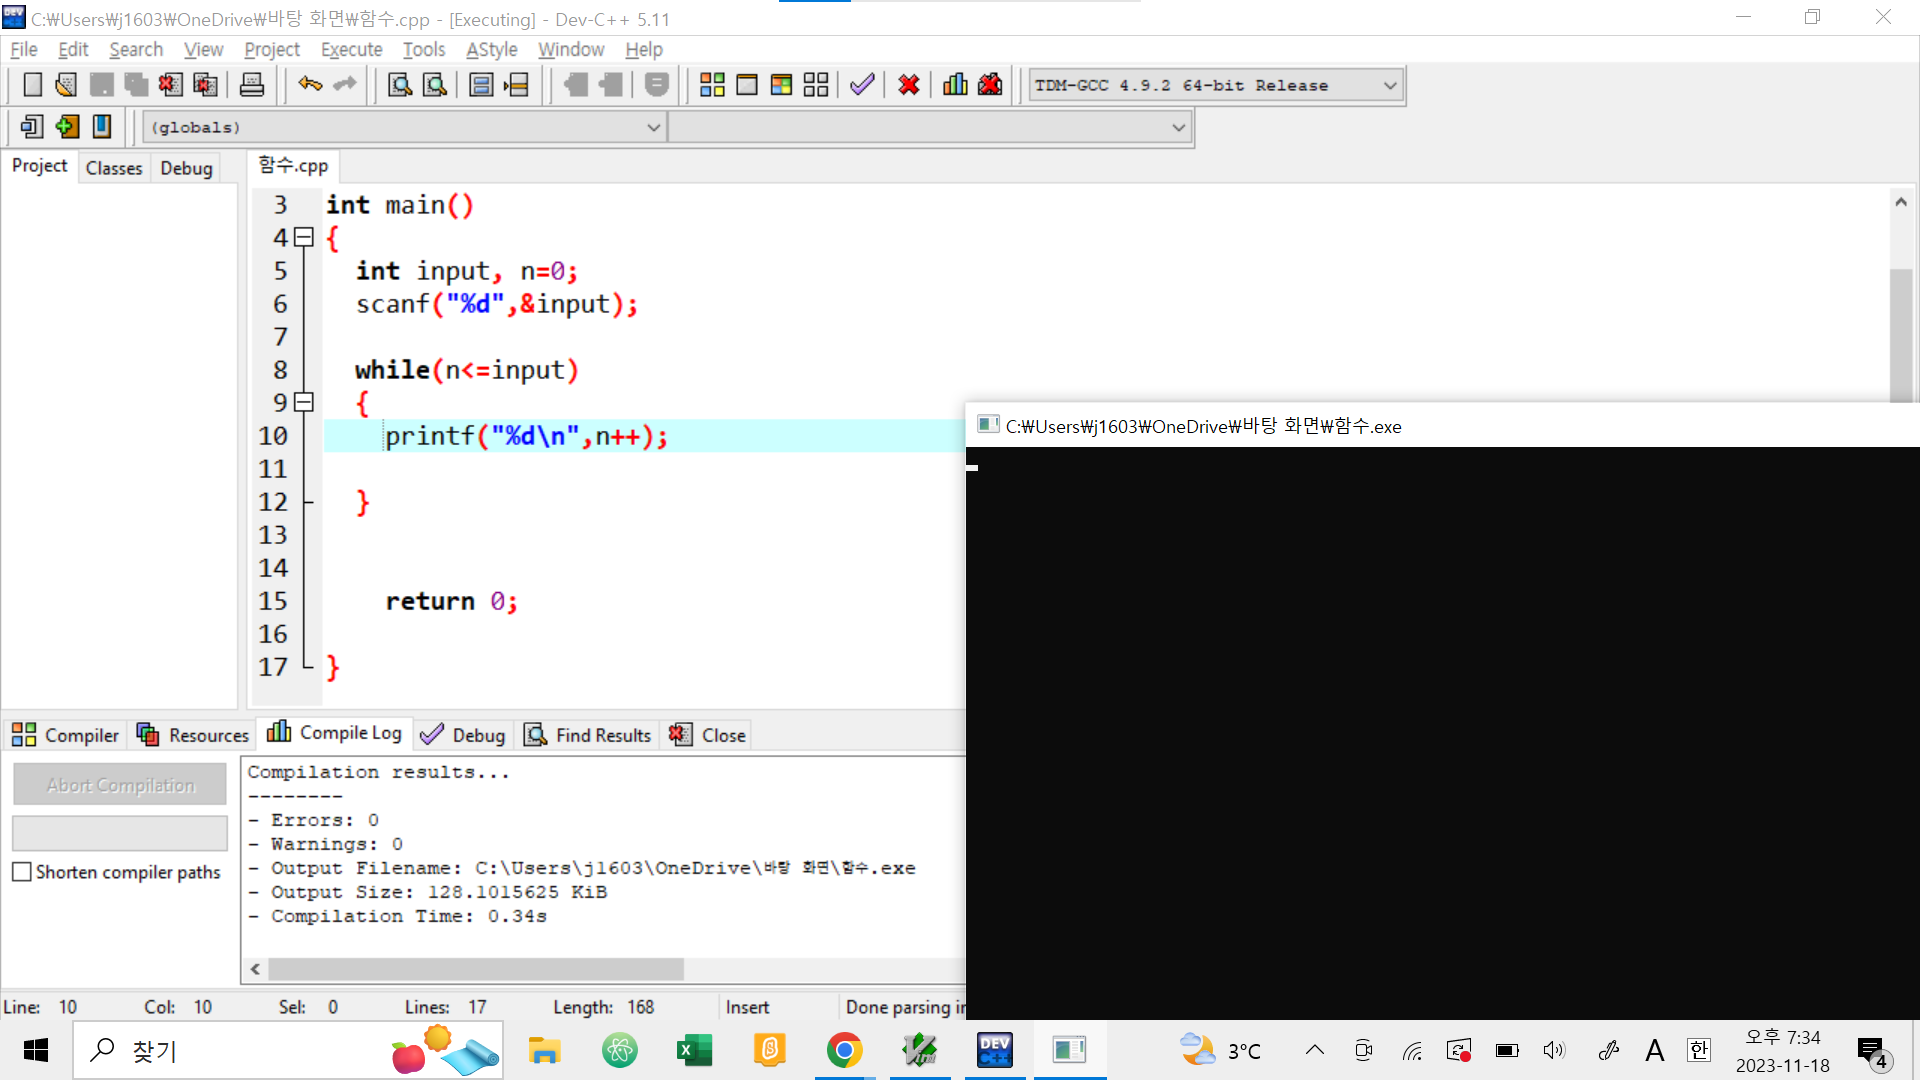 C:₩Users₩j1603₩OneDrive₩바탕 화면₩함수.cpp - [Executing] - Dev-C++ 5.11
File Edit Search View Project Execute Tools AStyle Window Help
TDM-GCC 4.9.2 64-bit Release
(globals)
Project Classes Debug
함수.cpp
3 int main()
4 {
5 int input, n=0;
6 scanf("%d",&input);
7
8 while(n<=input)
9 {
10 printf("%d\n",n++);
11
12 }
13
14
15 return 0;
16
17 }
C:₩Users₩j1603₩OneDrive₩바탕 화면₩함수.exe
Compiler Resources Compile Log Debug Find Results Close
Abort Compilation
Shorten compiler paths
Compilation results...
--------
- Errors: 0
- Warnings: 0
- Output Filename: C:\Users\j1603\OneDrive\바탕 화면\함수.exe
- Output Size: 128.1015625 KiB
- Compilation Time: 0.34s
Line: 10 Col: 10 Sel: 0 Lines: 17 Length: 168 Insert Done parsing in
찾기
DEV C++
3°C
A
한
오후 7:34
2023-11-18
4